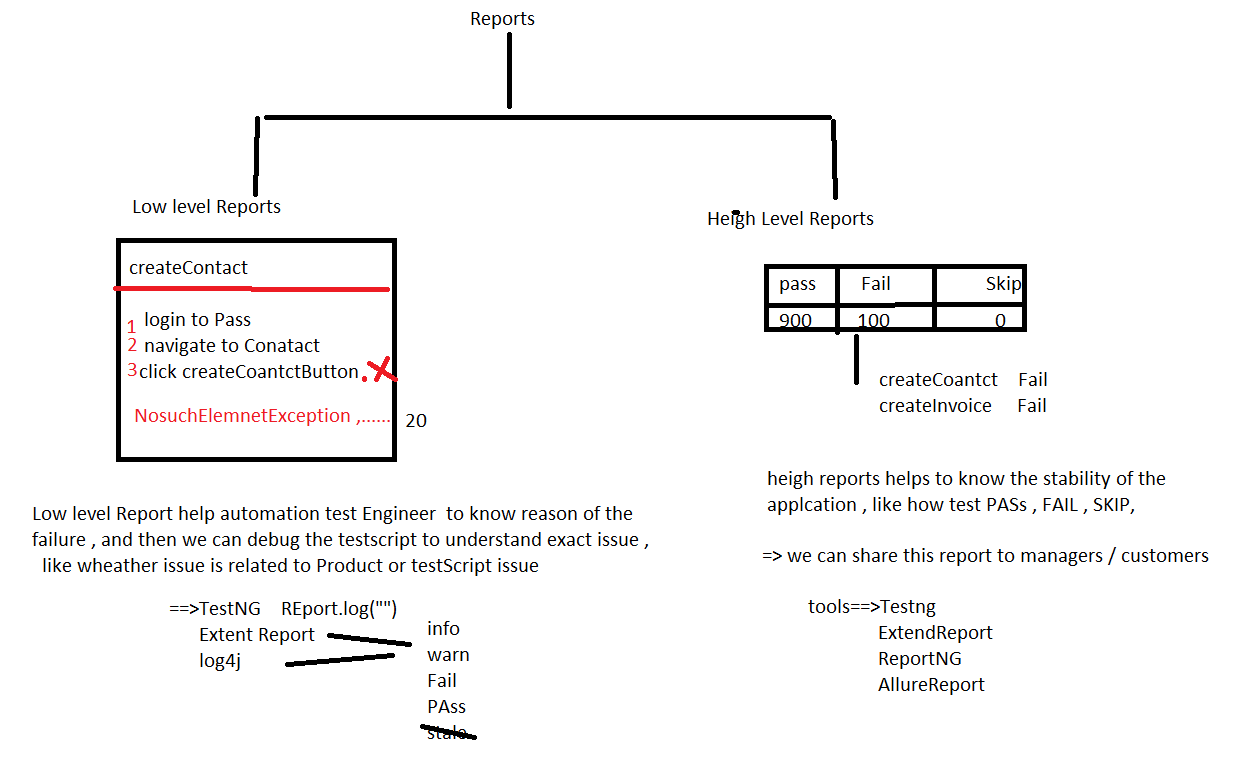 Reports
Low level Reports
createContact
1 login to Pass
2 navigate to Conatact
3 click createCoantctButton.
NosuchElemnetException ,......
20
Low level Report help automation test Engineer to know reason of the
failure , and then we can debug the testscript to understand exact issue ,
like wheather issue is related to Product or testScript issue
==>TestNG REport.log("")
Extent Report
log4j
info
warn
Fail
PAss
stale
Heigh Level Reports
pass Fail Skip
900 100 0
createCoantct Fail
createInvoice Fail
heigh reports helps to know the stability of the
applcation , like how test PASs , FAIL , SKIP,
=> we can share this report to managers / customers
tools==>Testng
ExtendReport
ReportNG
AllureReport